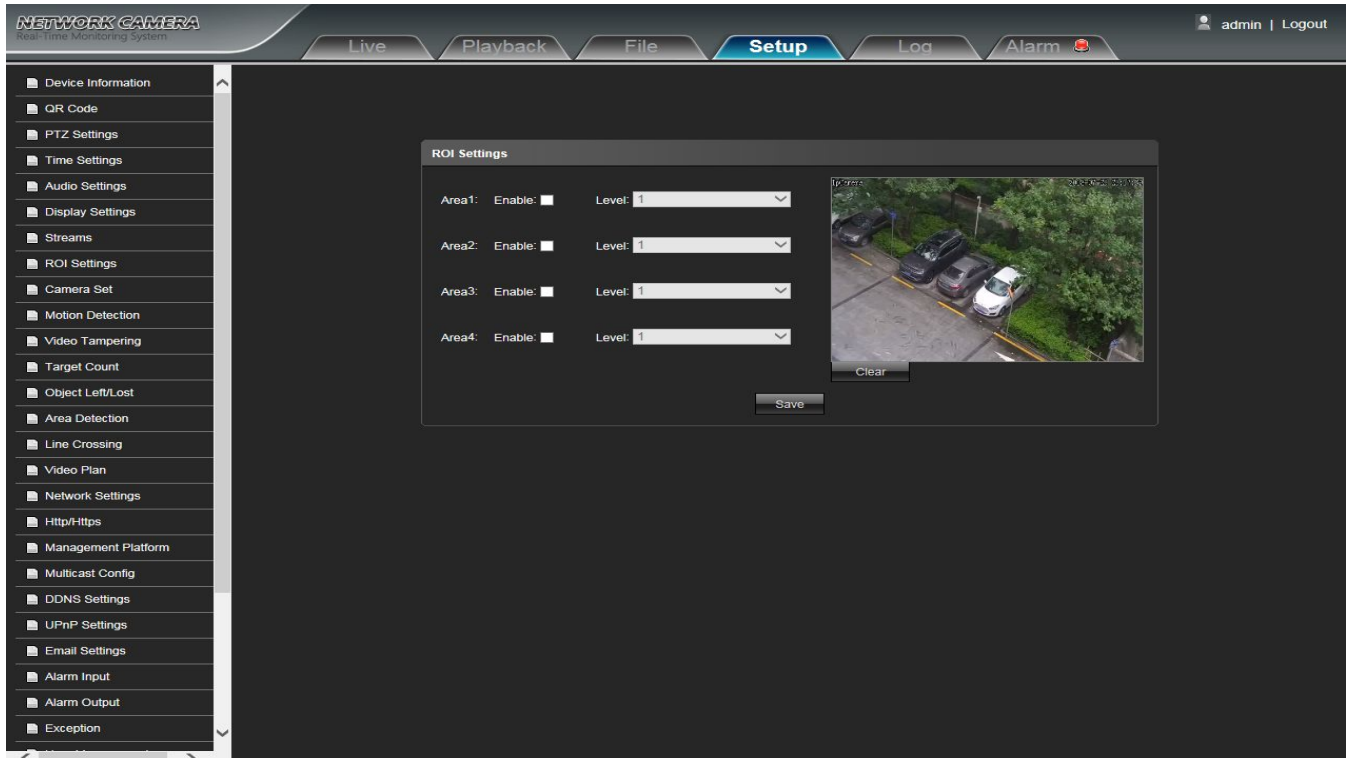 NETWORK CAMERA
Real-Time Monitoring System
admin | Logout
Live Playback File Setup Log Alarm
Device Information
QR Code
PTZ Settings
Time Settings
Audio Settings
Display Settings
Streams
ROI Settings
Camera Set
Motion Detection
Video Tampering
Target Count
Object Left/Lost
Area Detection
Line Crossing
Video Plan
Network Settings
Http/Https
Management Platform
Multicast Config
DDNS Settings
UPnP Settings
Email Settings
Alarm Input
Alarm Output
Exception
ROI Settings
Area1: Enable: Level: 1
Area2: Enable: Level: 1
Area3: Enable: Level: 1
Area4: Enable: Level: 1
Clear
Save